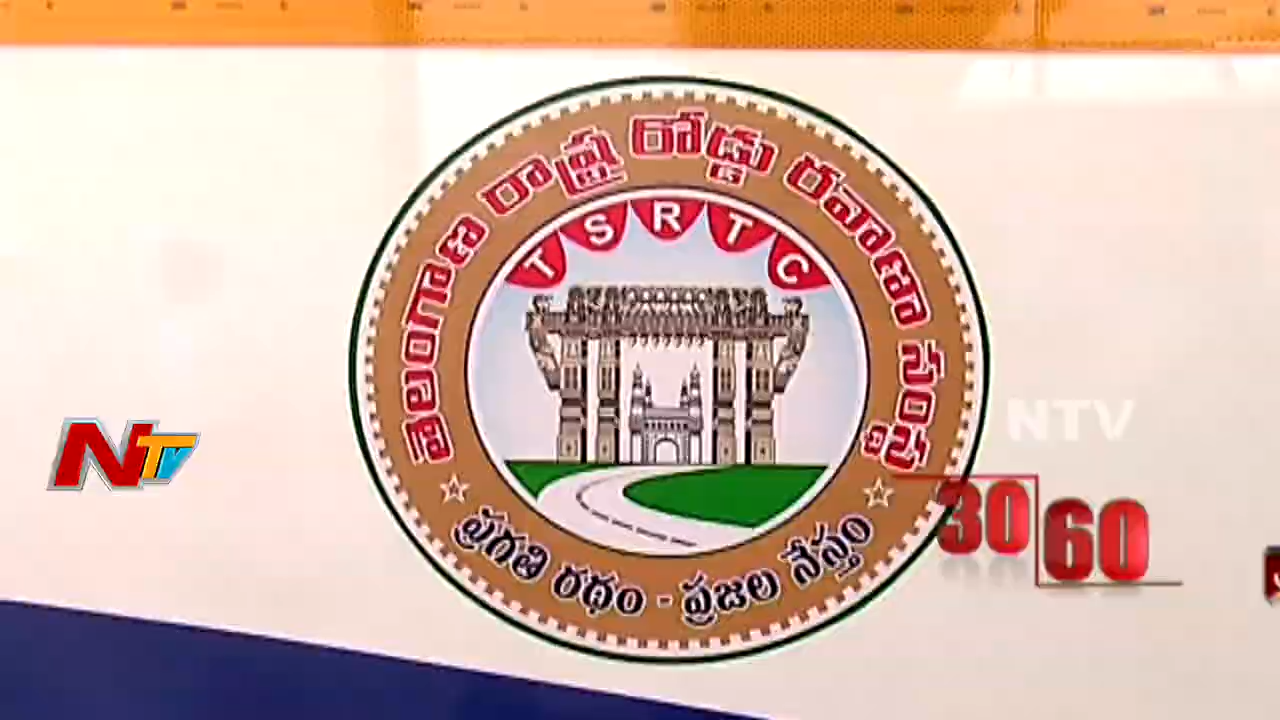 తెలంగాణ రాష్ట్ర రోడ్డు రవాణా సంస్థ
TSRTC
ప్రగతి రథం - ప్రజల నేస్తం
NTV
NTV
30
60